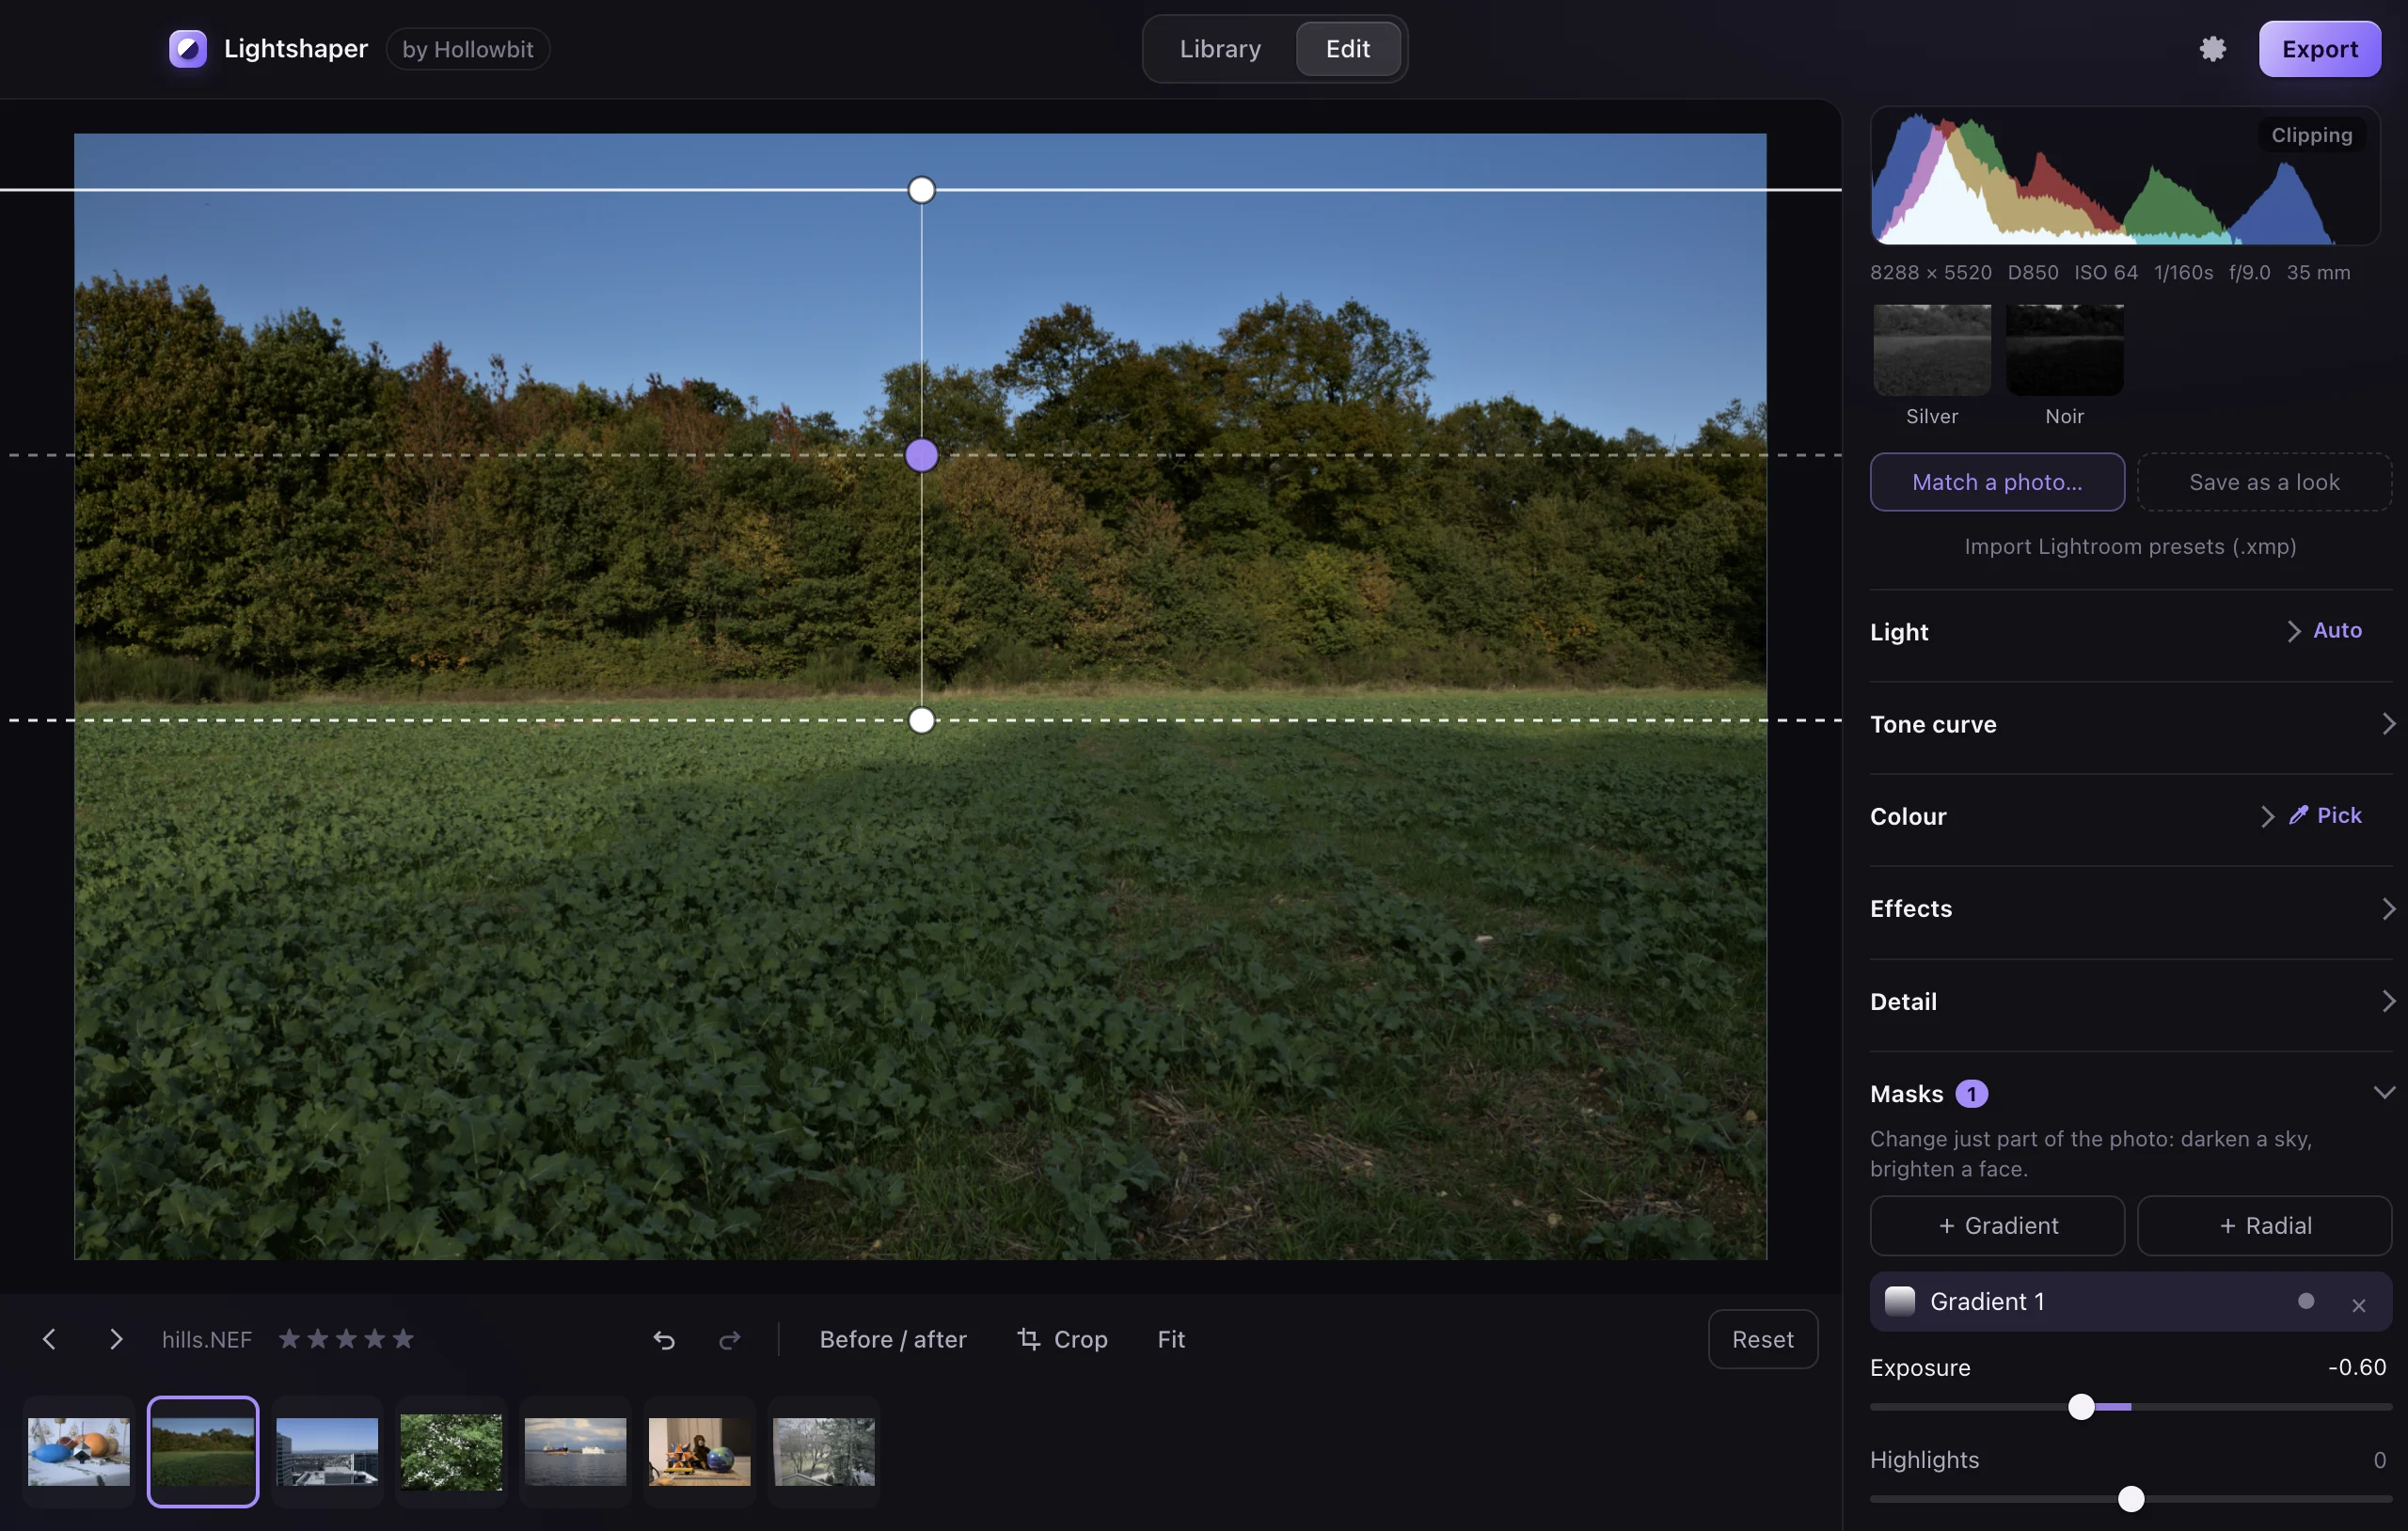 Lightshaper
by Hollowbit
Library
Edit
Export
Clipping
8288 × 5520 D850 ISO 64 1/160s f/9.0 35 mm
Silver
Noir
Match a photo...
Save as a look
Import Lightroom presets (.xmp)
Light
Auto
Tone curve
Colour
Pick
Effects
Detail
Masks 1
Change just part of the photo: darken a sky,
brighten a face.
+ Gradient
+ Radial
Gradient 1
×
Exposure
-0.60
Highlights
0
hills.NEF
Before / after
Crop
Fit
Reset